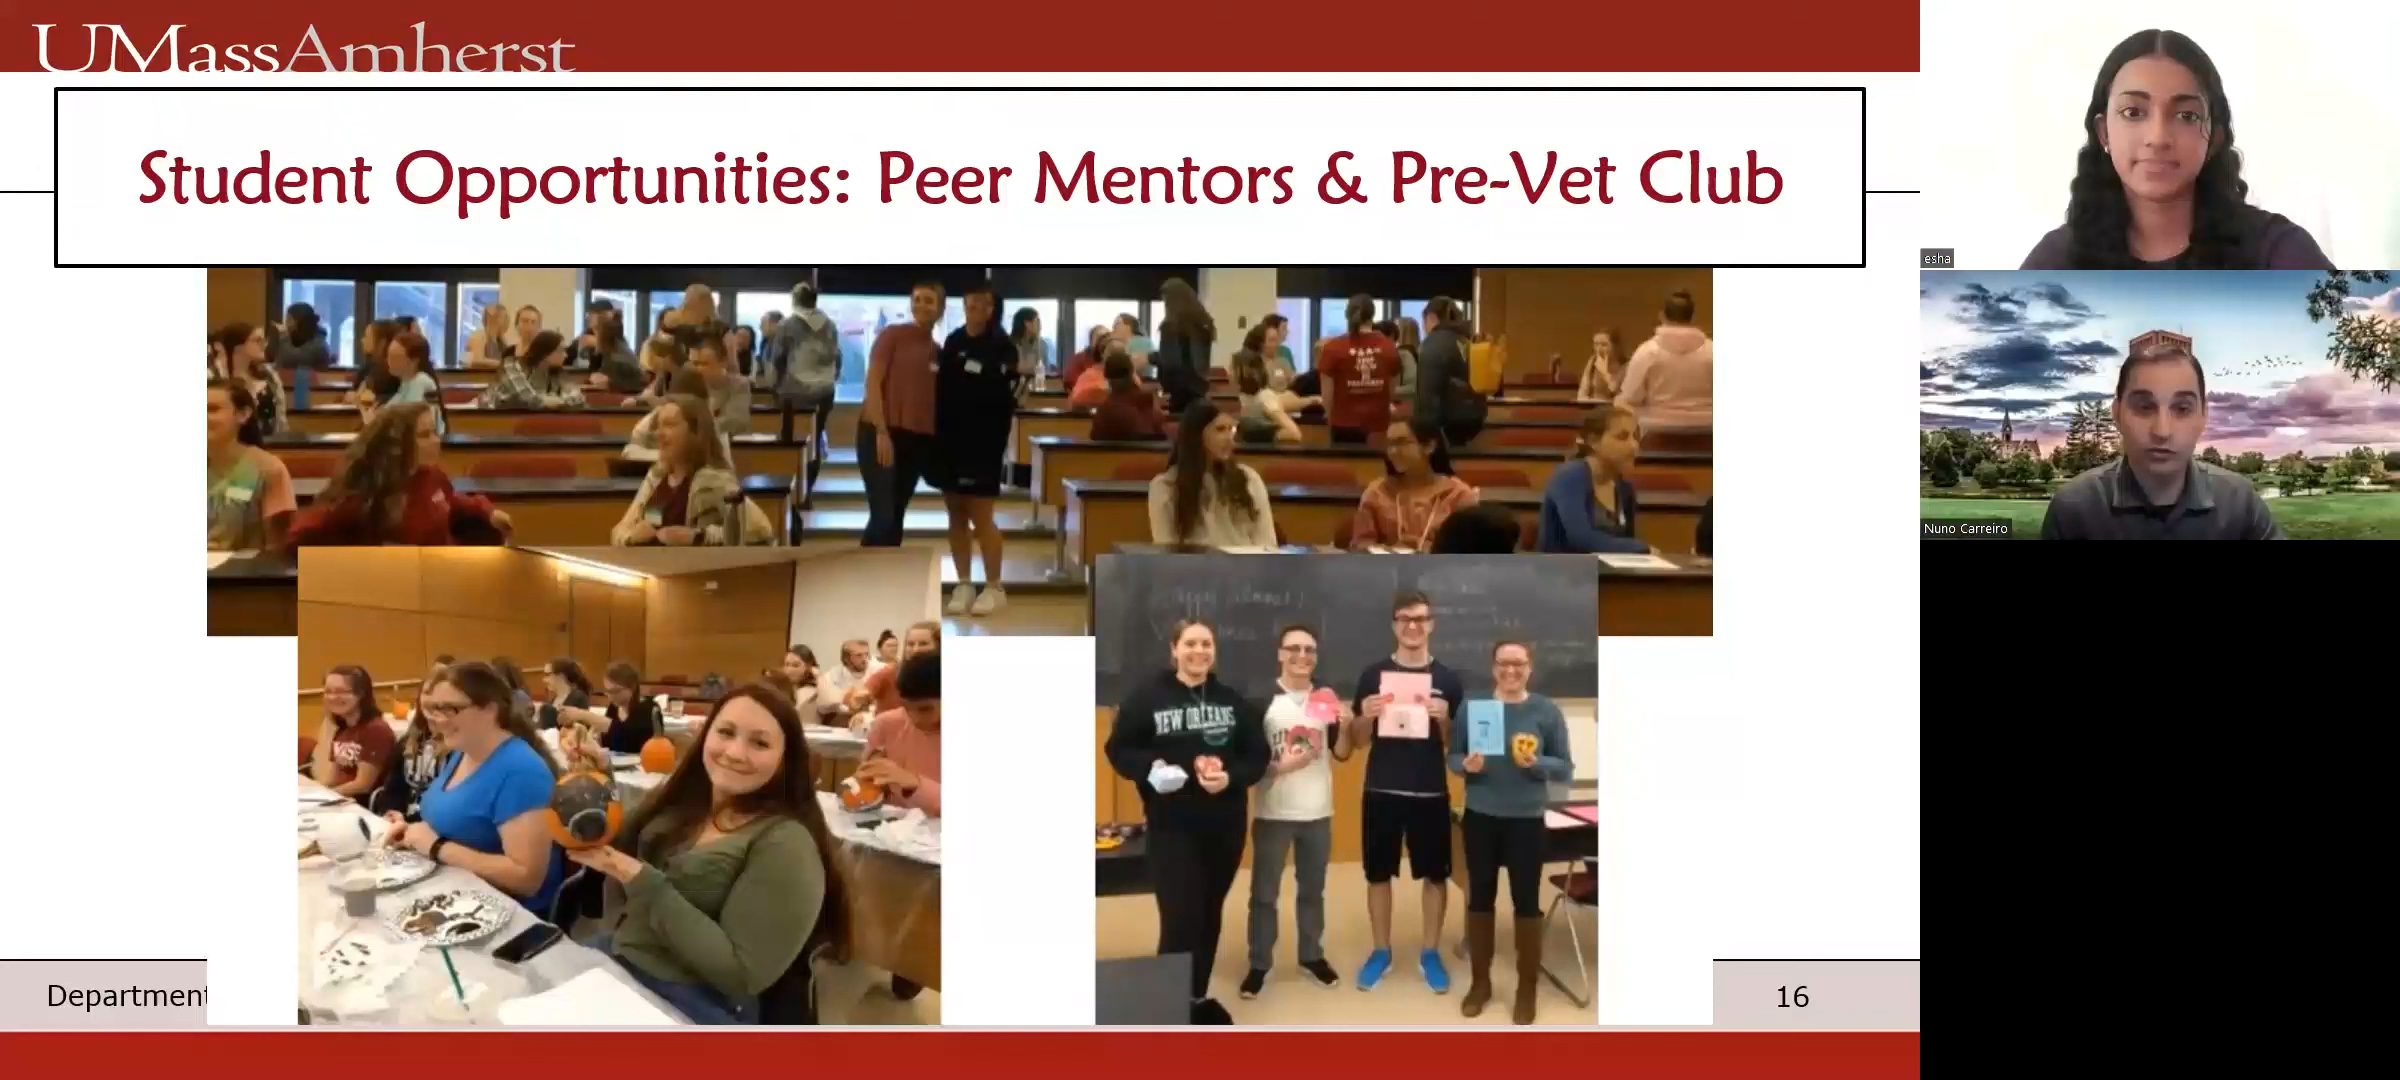 UMassAmherst
Student Opportunities: Peer Mentors & Pre-Vet Club
esha
Nuno Carreiro
NEW ORLEANS
Department
16